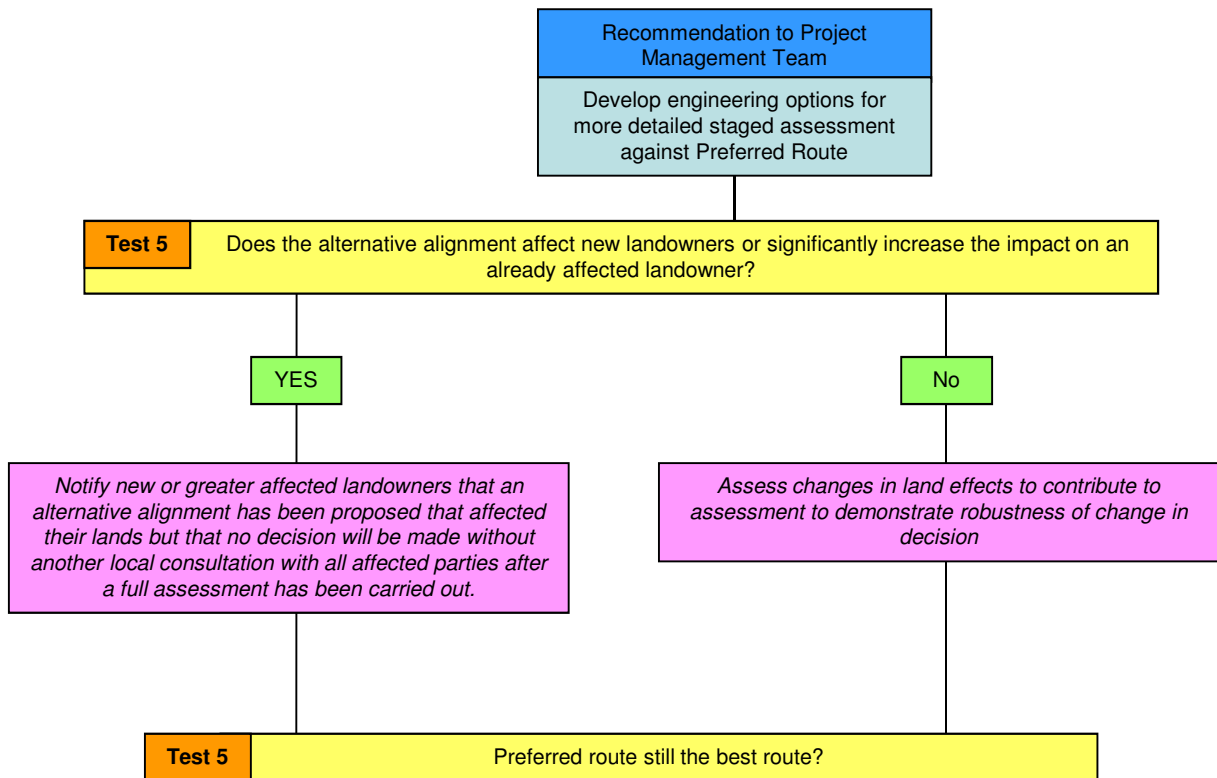 Recommendation to Project
Management Team
Develop engineering options for
more detailed staged assessment
against Preferred Route
Test 5
Does the alternative alignment affect new landowners or significantly increase the impact on an
already affected landowner?
YES
No
Notify new or greater affected landowners that an
alternative alignment has been proposed that affected
their lands but that no decision will be made without
another local consultation with all affected parties after
a full assessment has been carried out.
Assess changes in land effects to contribute to
assessment to demonstrate robustness of change in
decision
Test 5
Preferred route still the best route?